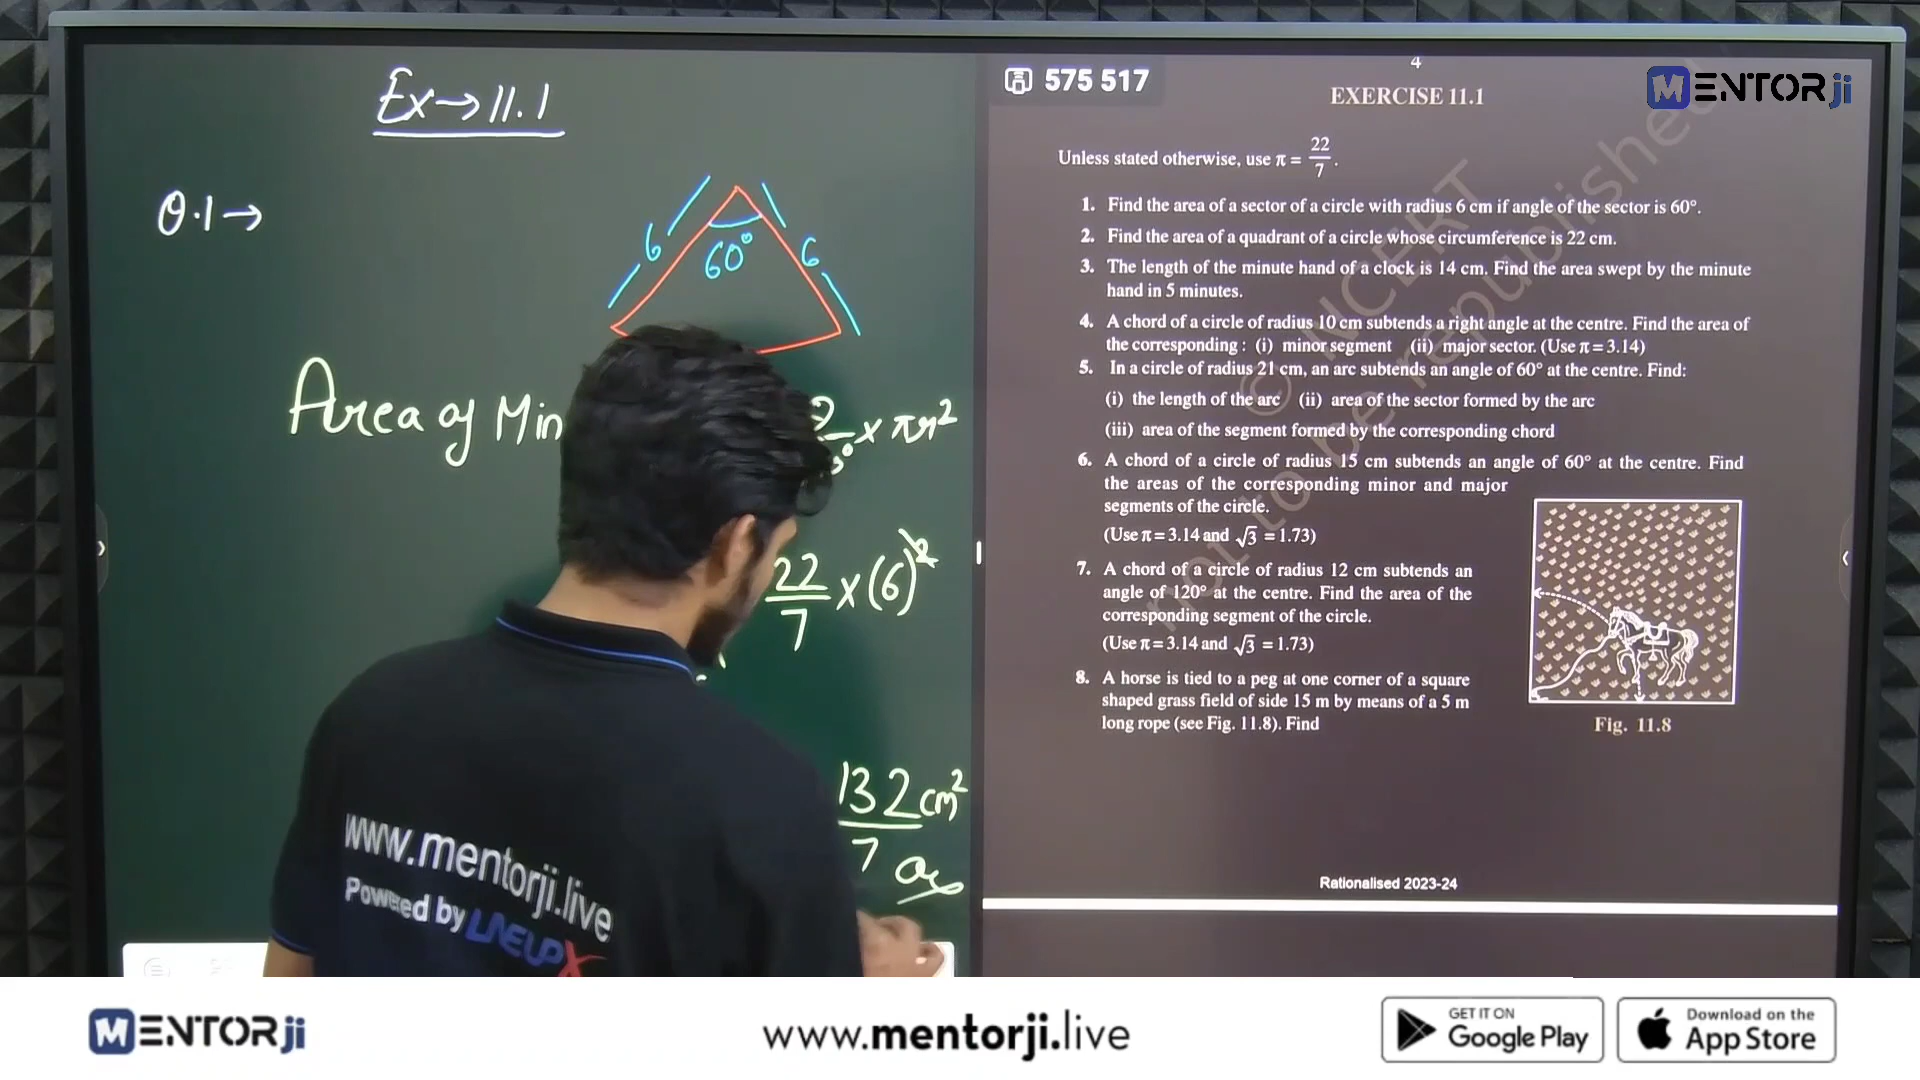 Ex→11.1
Q.1→
6
60°
6
Area of Min
x πr²
22
7
x (6)²
132 cm²
7
575 517
4
EXERCISE 11.1
MENTORji
Unless stated otherwise, use π = 22/7.
1. Find the area of a sector of a circle with radius 6 cm if angle of the sector is 60°.
2. Find the area of a quadrant of a circle whose circumference is 22 cm.
3. The length of the minute hand of a clock is 14 cm. Find the area swept by the minute
hand in 5 minutes.
4. A chord of a circle of radius 10 cm subtends a right angle at the centre. Find the area of
the corresponding : (i) minor segment (ii) major sector. (Use π = 3.14)
5. In a circle of radius 21 cm, an arc subtends an angle of 60° at the centre. Find:
(i) the length of the arc (ii) area of the sector formed by the arc
(iii) area of the segment formed by the corresponding chord
6. A chord of a circle of radius 15 cm subtends an angle of 60° at the centre. Find
the areas of the corresponding minor and major
segments of the circle.
(Use π = 3.14 and √3 = 1.73)
7. A chord of a circle of radius 12 cm subtends an
angle of 120° at the centre. Find the area of the
corresponding segment of the circle.
(Use π = 3.14 and √3 = 1.73)
8. A horse is tied to a peg at one corner of a square
shaped grass field of side 15 m by means of a 5 m
long rope (see Fig. 11.8). Find
Fig. 11.8
© NCERT
not to be republished
Rationalised 2023-24
www.mentorji.live
Powered by LINEUPX
MENTORji
www.mentorji.live
GET IT ON
Google Play
Download on the
App Store